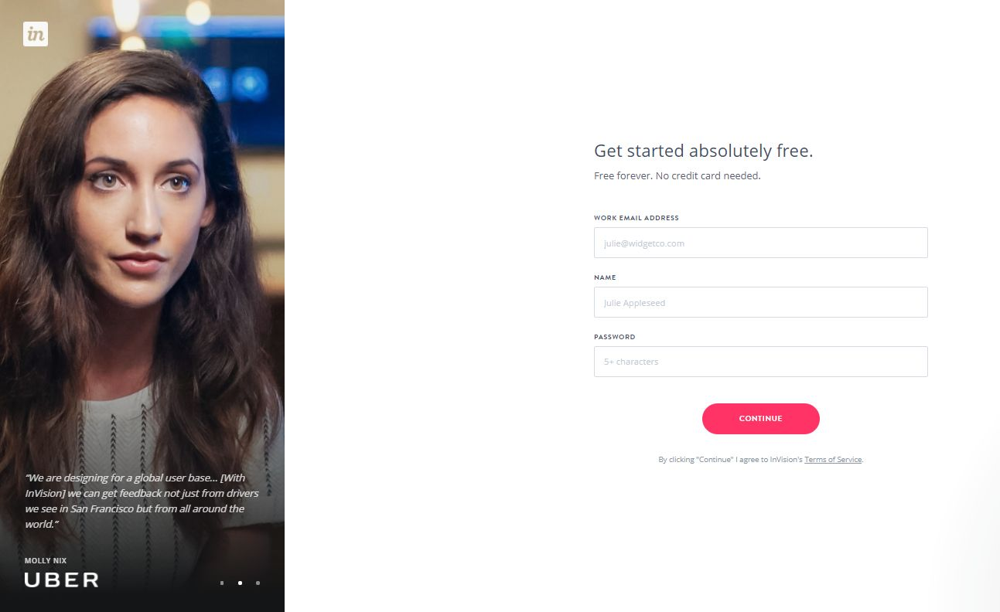 in
“We are designing for a global user base... [With
InVision] we can get feedback not just from drivers
we see in San Francisco but from all around the
world.”
MOLLY NIX
UBER
Get started absolutely free.
Free forever. No credit card needed.
WORK EMAIL ADDRESS
julie@widgetco.com
NAME
Julie Appleseed
PASSWORD
5+ characters
CONTINUE
By clicking "Continue" I agree to InVision's Terms of Service.